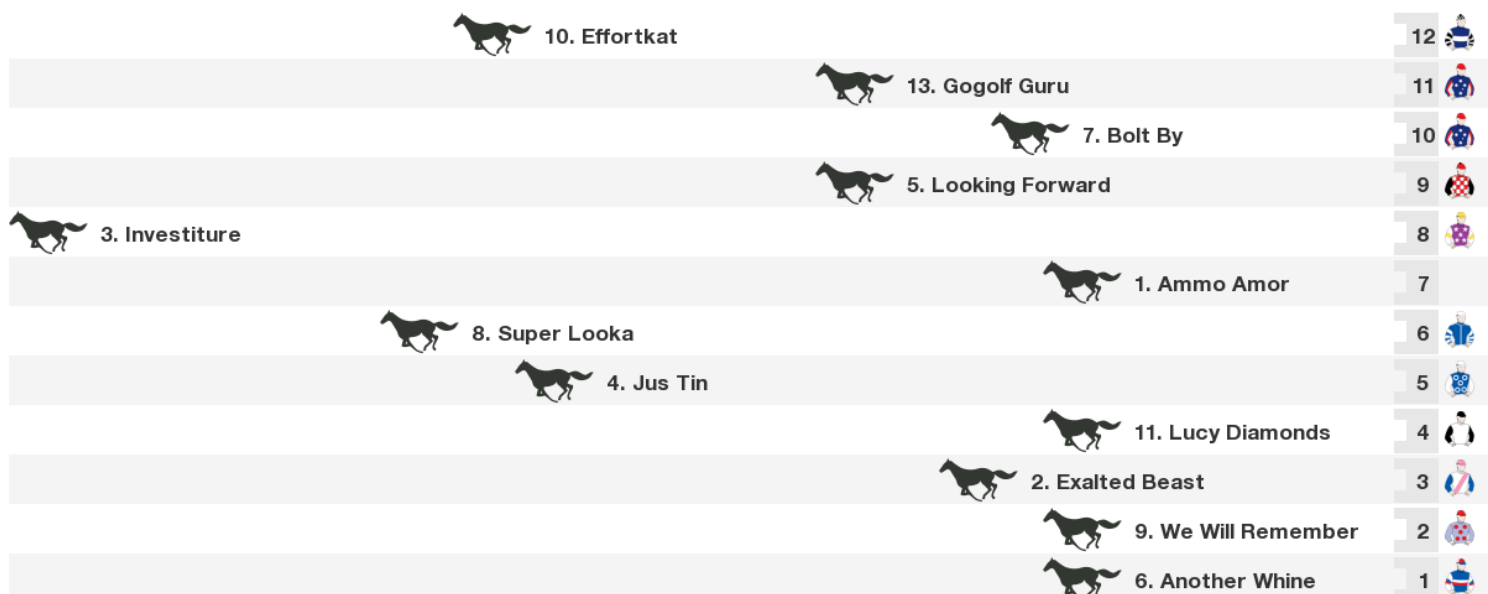 10. Effortkat 12
13. Gogolf Guru 11
7. Bolt By 10
5. Looking Forward 9
3. Investiture 8
1. Ammo Amor 7
8. Super Looka 6
4. Jus Tin 5
11. Lucy Diamonds 4
2. Exalted Beast 3
9. We Will Remember 2
6. Another Whine 1